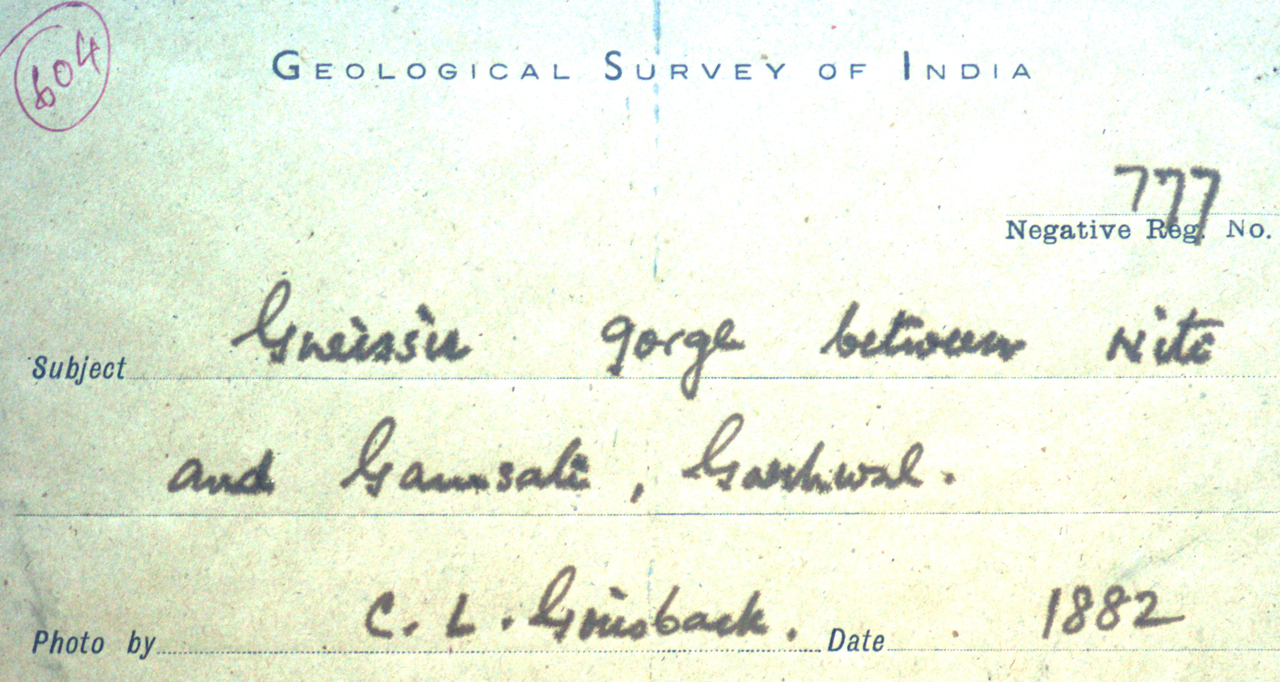 604
GEOLOGICAL SURVEY OF INDIA
777
Negative Reg. No.
Subject Gneissic gorge between Niti
and Gamsali, Garhwal.
Photo by C. L. Griesback. Date 1882